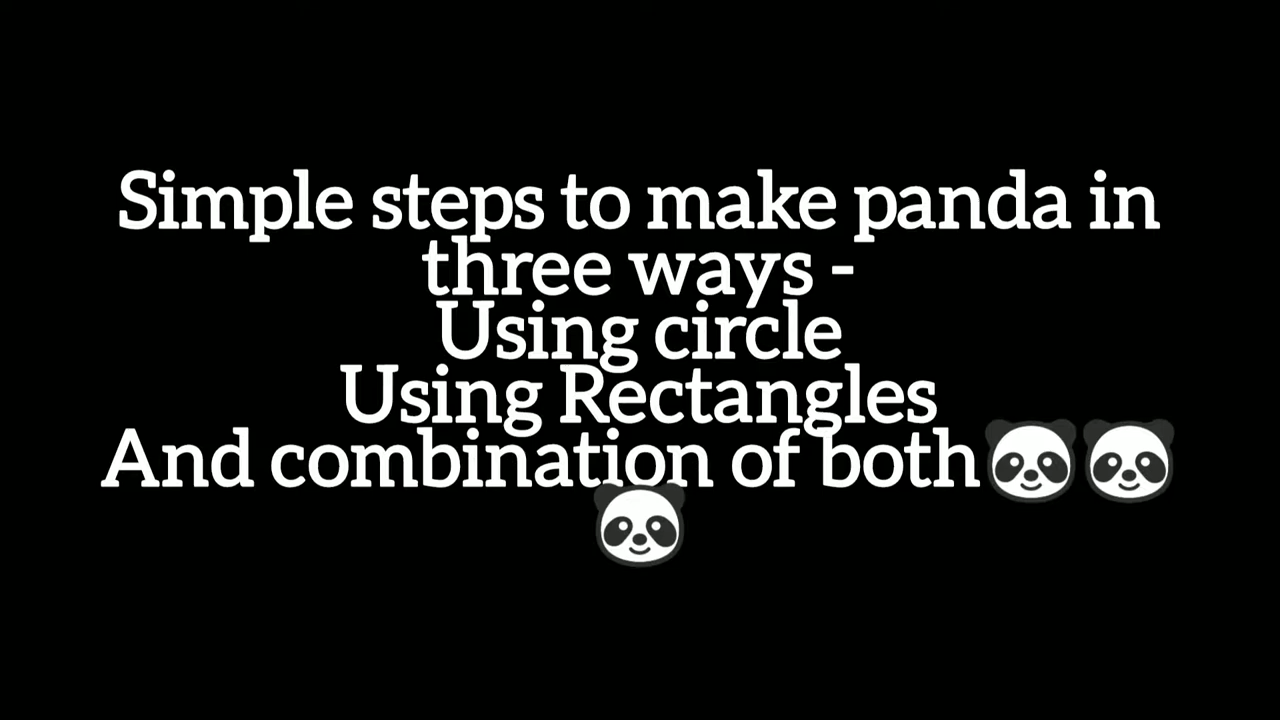 Simple steps to make panda in
three ways -
Using circle
Using Rectangles
And combination of both🐼🐼
🐼